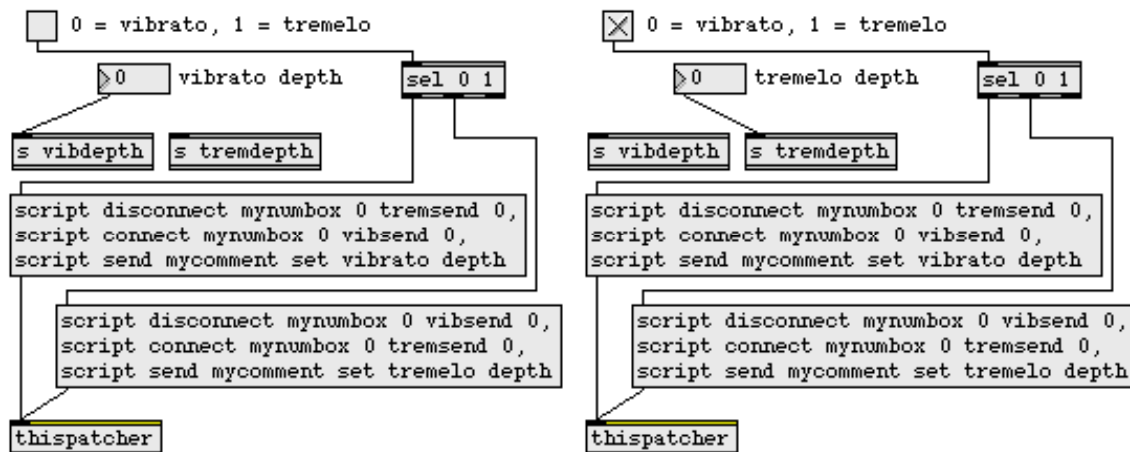 0 = vibrato, 1 = tremelo
0
vibrato depth
sel 0 1
s vibdepth
s tremdepth
script disconnect mynumbox 0 tremsend 0,
script connect mynumbox 0 vibsend 0,
script send mycomment set vibrato depth
script disconnect mynumbox 0 vibsend 0,
script connect mynumbox 0 tremsend 0,
script send mycomment set tremelo depth
thispatcher
0 = vibrato, 1 = tremelo
0
tremelo depth
sel 0 1
s vibdepth
s tremdepth
script disconnect mynumbox 0 tremsend 0,
script connect mynumbox 0 vibsend 0,
script send mycomment set vibrato depth
script disconnect mynumbox 0 vibsend 0,
script connect mynumbox 0 tremsend 0,
script send mycomment set tremelo depth
thispatcher